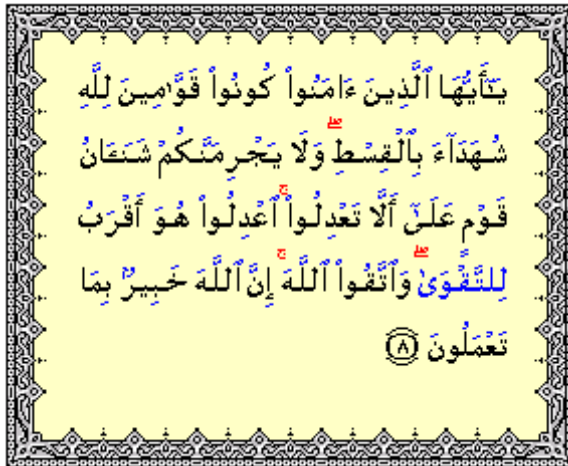 يَـٰٓأَيُّهَا ٱلَّذِينَ ءَامَنُوا۟ كُونُوا۟ قَوَّٰمِينَ لِلَّهِ
شُهَدَآءَ بِٱلْقِسْطِ ۖ وَلَا يَجْرِمَنَّكُمْ شَنَـَٔانُ
قَوْمٍ عَلَىٰٓ أَلَّا تَعْدِلُوا۟ ۚ ٱعْدِلُوا۟ هُوَ أَقْرَبُ
لِلتَّقْوَىٰ ۖ وَٱتَّقُوا۟ ٱللَّهَ ۚ إِنَّ ٱللَّهَ خَبِيرٌۢ بِمَا
تَعْمَلُونَ ٨